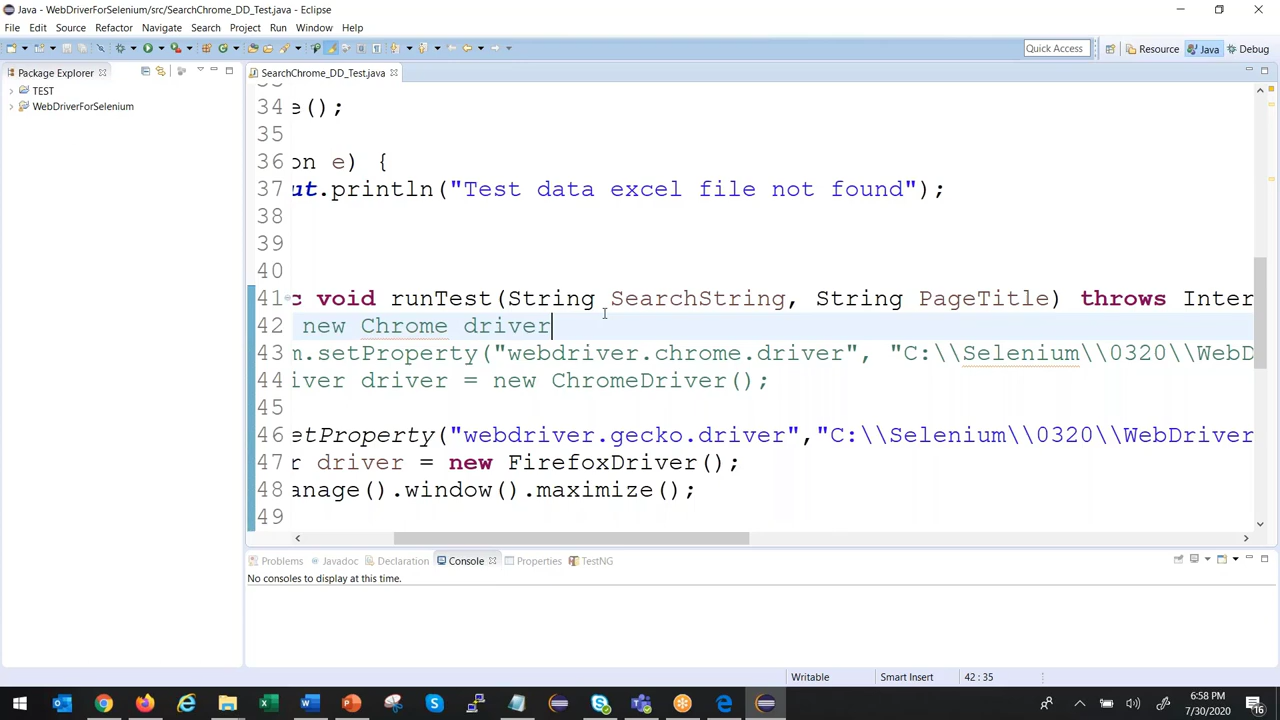 Java - WebDriverForSelenium/src/SearchChrome_DD_Test.java - Eclipse
File Edit Source Refactor Navigate Search Project Run Window Help
Quick Access Resource Java Debug
Package Explorer
TEST
WebDriverForSelenium
SearchChrome_DD_Test.java
34 e();
35
36 on e) {
37 ut.println("Test data excel file not found");
38
39
40
41 c void runTest(String SearchString, String PageTitle) throws Inter
42 new Chrome driver
43 m.setProperty("webdriver.chrome.driver", "C:\\Selenium\\0320\\WebD
44 iver driver = new ChromeDriver();
45
46 etProperty("webdriver.gecko.driver","C:\\Selenium\\0320\\WebDriver
47 r driver = new FirefoxDriver();
48 anage().window().maximize();
49
Problems Javadoc Declaration Console Properties TestNG
No consoles to display at this time.
Writable Smart Insert 42 : 35
6:58 PM
7/30/2020
16